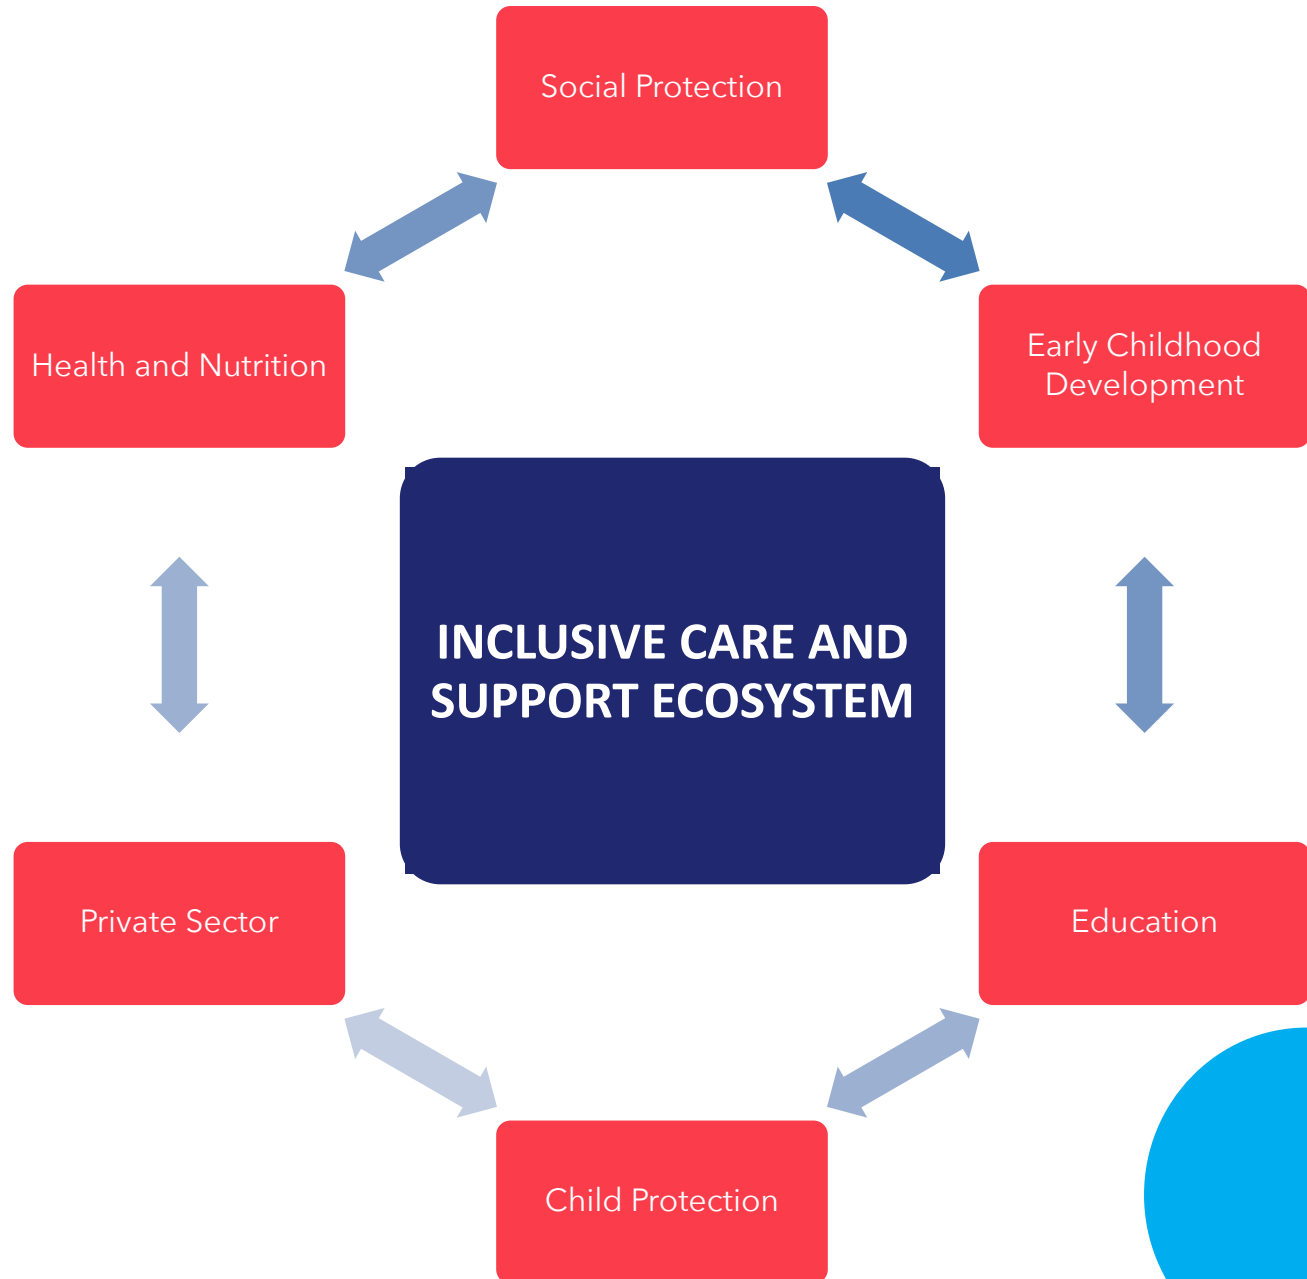 Social Protection
Health and Nutrition
Early Childhood
Development
INCLUSIVE CARE AND
SUPPORT ECOSYSTEM
Private Sector
Education
Child Protection